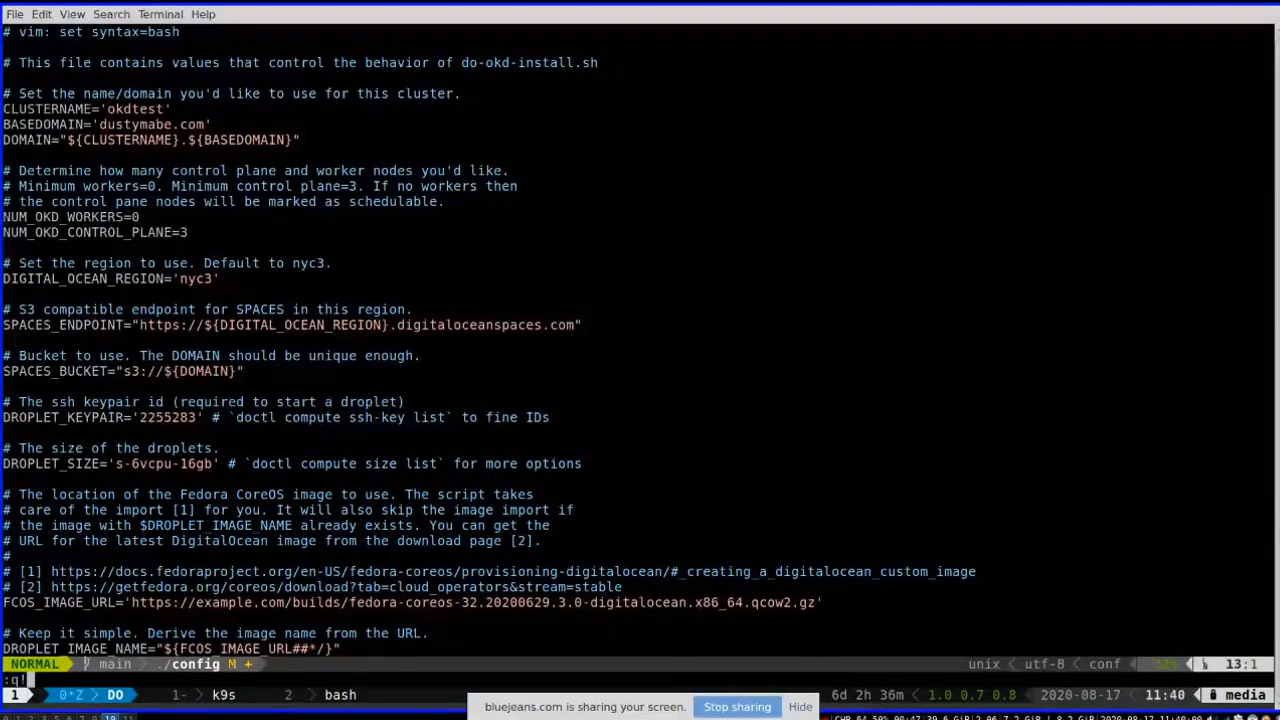 File Edit View Search Terminal Help
# vim: set syntax=bash
# This file contains values that control the behavior of do-okd-install.sh
# Set the name/domain you'd like to use for this cluster.
CLUSTERNAME='okdtest'
BASEDOMAIN='dustymabe.com'
DOMAIN="${CLUSTERNAME}.${BASEDOMAIN}"
# Determine how many control plane and worker nodes you'd like.
# Minimum workers=0. Minimum control plane=3. If no workers then
# the control pane nodes will be marked as schedulable.
NUM_OKD_WORKERS=0
NUM_OKD_CONTROL_PLANE=3
# Set the region to use. Default to nyc3.
DIGITAL_OCEAN_REGION='nyc3'
# S3 compatible endpoint for SPACES in this region.
SPACES_ENDPOINT="https://${DIGITAL_OCEAN_REGION}.digitaloceanspaces.com"
# Bucket to use. The DOMAIN should be unique enough.
SPACES_BUCKET="s3://${DOMAIN}"
# The ssh keypair id (required to start a droplet)
DROPLET_KEYPAIR='2255283' # `doctl compute ssh-key list` to fine IDs
# The size of the droplets.
DROPLET_SIZE='s-6vcpu-16gb' # `doctl compute size list` for more options
# The location of the Fedora CoreOS image to use. The script takes
# care of the import [1] for you. It will also skip the image import if
# the image with $DROPLET_IMAGE_NAME already exists. You can get the
# URL for the latest DigitalOcean image from the download page [2].
#
# [1] https://docs.fedoraproject.org/en-US/fedora-coreos/provisioning-digitalocean/#_creating_a_digitalocean_custom_image
# [2] https://getfedora.org/coreos/download?tab=cloud_operators&stream=stable
FCOS_IMAGE_URL='https://example.com/builds/fedora-coreos-32.20200629.3.0-digitalocean.x86_64.qcow2.gz'
# Keep it simple. Derive the image name from the URL.
DROPLET_IMAGE_NAME="${FCOS_IMAGE_URL##*/}"
NORMAL main ./config M + unix < utf-8 < conf 13:1
:q!
1 0*Z > DO 1- k9s 2 bash 6d 2h 36m < 1.0 0.7 0.8 < 2020-08-17 < 11:40 media
bluejeans.com is sharing your screen. Stop sharing Hide